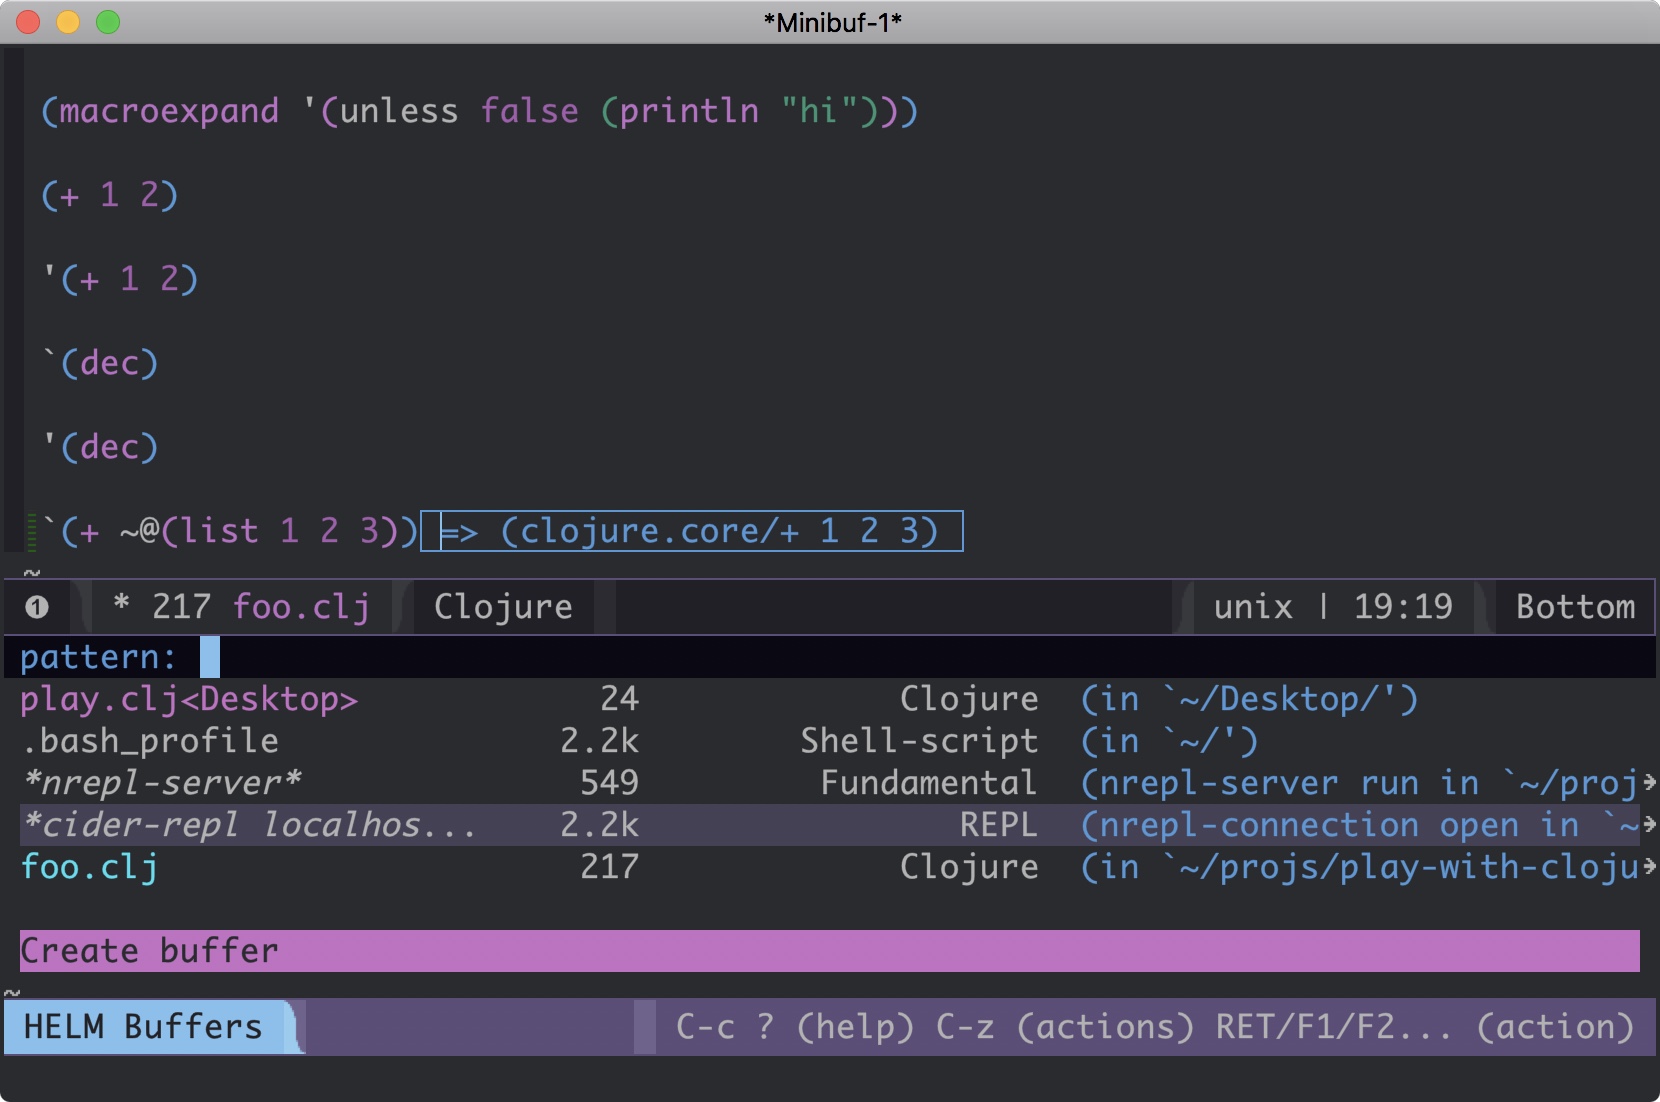 *Minibuf-1*
(macroexpand '(unless false (println "hi")))
(+ 1 2)
'(+ 1 2)
`(dec)
'(dec)
`(+ ~@(list 1 2 3)) => (clojure.core/+ 1 2 3)
~
❶ * 217 foo.clj Clojure unix | 19:19 Bottom
pattern:
play.clj<Desktop> 24 Clojure (in `~/Desktop/')
.bash_profile 2.2k Shell-script (in `~/')
*nrepl-server* 549 Fundamental (nrepl-server run in `~/proj
*cider-repl localhos... 2.2k REPL (nrepl-connection open in `~
foo.clj 217 Clojure (in `~/projs/play-with-cloju
Create buffer
~
HELM Buffers C-c ? (help) C-z (actions) RET/F1/F2... (action)